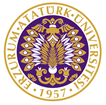 ERZURUM ATATÜRK ÜNİVERSİTESİ
• 1957 •